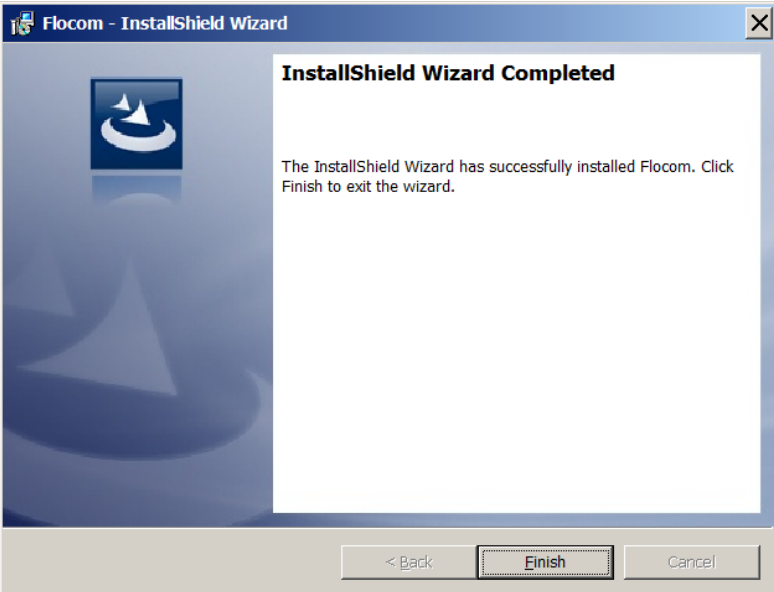 Flocom - InstallShield Wizard
InstallShield Wizard Completed
The InstallShield Wizard has successfully installed Flocom. Click
Finish to exit the wizard.
< Back
Finish
Cancel